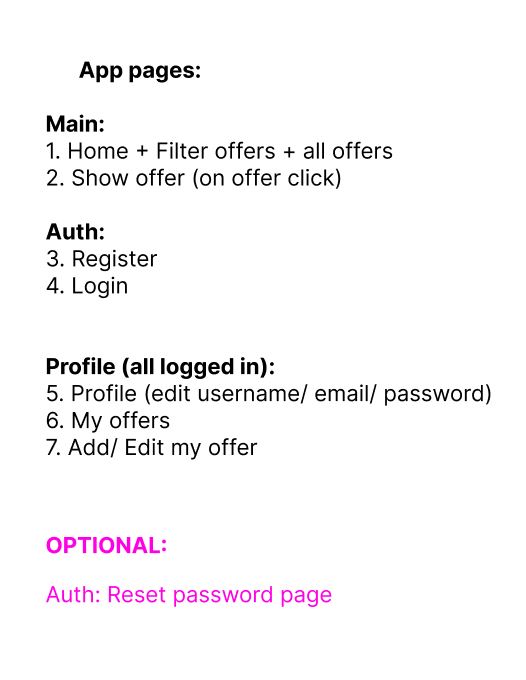 App pages:
Main:
1. Home + Filter offers + all offers
2. Show offer (on offer click)
Auth:
3. Register
4. Login
Profile (all logged in):
5. Profile (edit username/ email/ password)
6. My offers
7. Add/ Edit my offer
OPTIONAL:
Auth: Reset password page